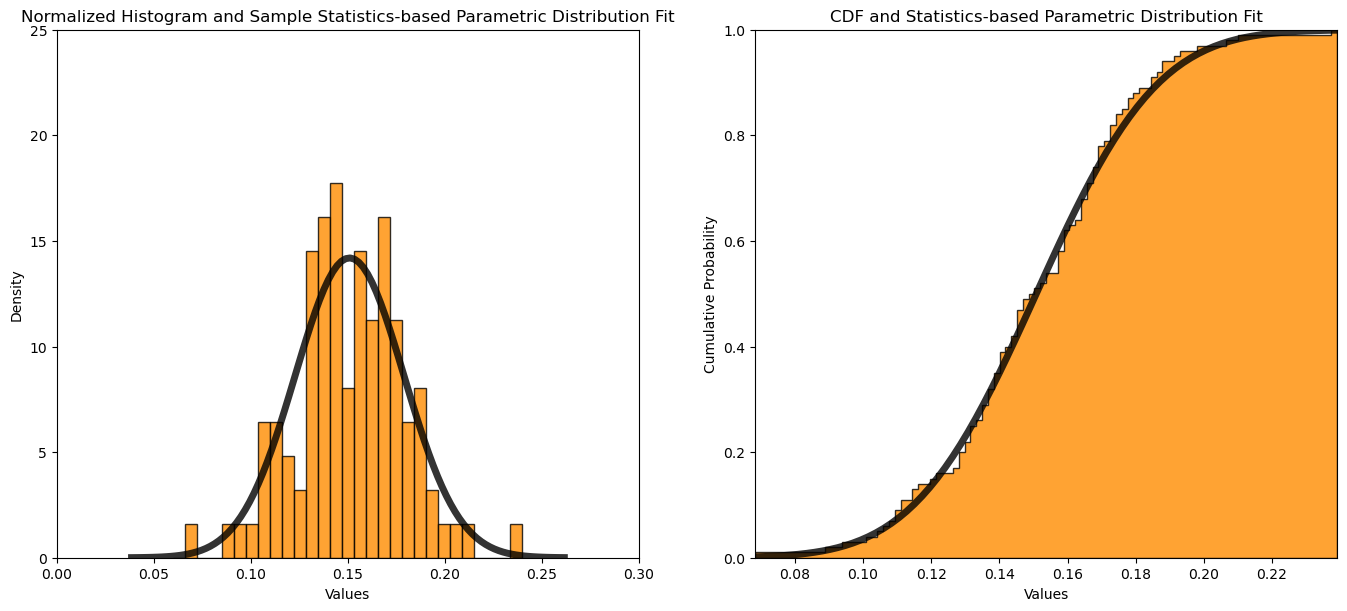 Normalized Histogram and Sample Statistics-based Parametric Distribution Fit
25
20
15
10
5
0
Density
0.00 0.05 0.10 0.15 0.20 0.25 0.30
Values
CDF and Statistics-based Parametric Distribution Fit
1.0
0.8
0.6
0.4
0.2
0.0
Cumulative Probability
0.08 0.10 0.12 0.14 0.16 0.18 0.20 0.22
Values